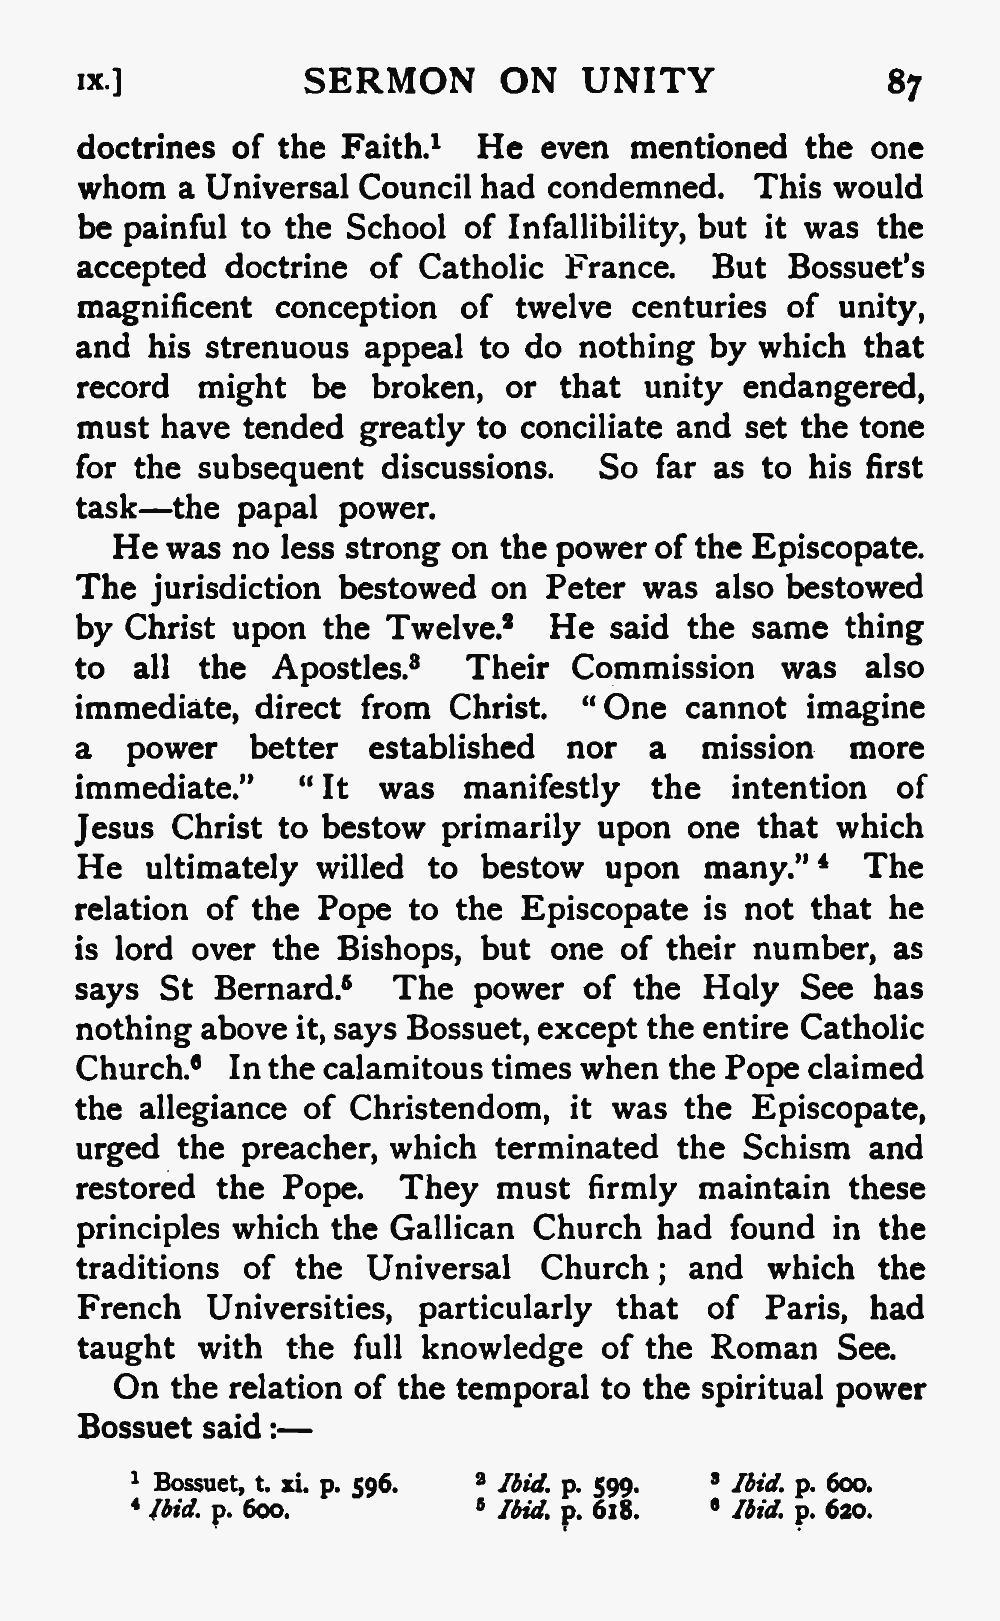 IX.] SERMON ON UNITY 87
doctrines of the Faith.¹ He even mentioned the one
whom a Universal Council had condemned. This would
be painful to the School of Infallibility, but it was the
accepted doctrine of Catholic France. But Bossuet's
magnificent conception of twelve centuries of unity,
and his strenuous appeal to do nothing by which that
record might be broken, or that unity endangered,
must have tended greatly to conciliate and set the tone
for the subsequent discussions. So far as to his first
task—the papal power.
He was no less strong on the power of the Episcopate.
The jurisdiction bestowed on Peter was also bestowed
by Christ upon the Twelve.² He said the same thing
to all the Apostles.³ Their Commission was also
immediate, direct from Christ. "One cannot imagine
a power better established nor a mission more
immediate." "It was manifestly the intention of
Jesus Christ to bestow primarily upon one that which
He ultimately willed to bestow upon many."⁴ The
relation of the Pope to the Episcopate is not that he
is lord over the Bishops, but one of their number, as
says St Bernard.⁵ The power of the Holy See has
nothing above it, says Bossuet, except the entire Catholic
Church.⁶ In the calamitous times when the Pope claimed
the allegiance of Christendom, it was the Episcopate,
urged the preacher, which terminated the Schism and
restored the Pope. They must firmly maintain these
principles which the Gallican Church had found in the
traditions of the Universal Church; and which the
French Universities, particularly that of Paris, had
taught with the full knowledge of the Roman See.
On the relation of the temporal to the spiritual power
Bossuet said:—
¹ Bossuet, t. xi. p. 596. ² Ibid. p. 599. ³ Ibid. p. 600.
⁴ Ibid. p. 600. ⁵ Ibid. p. 618. ⁶ Ibid. p. 620.